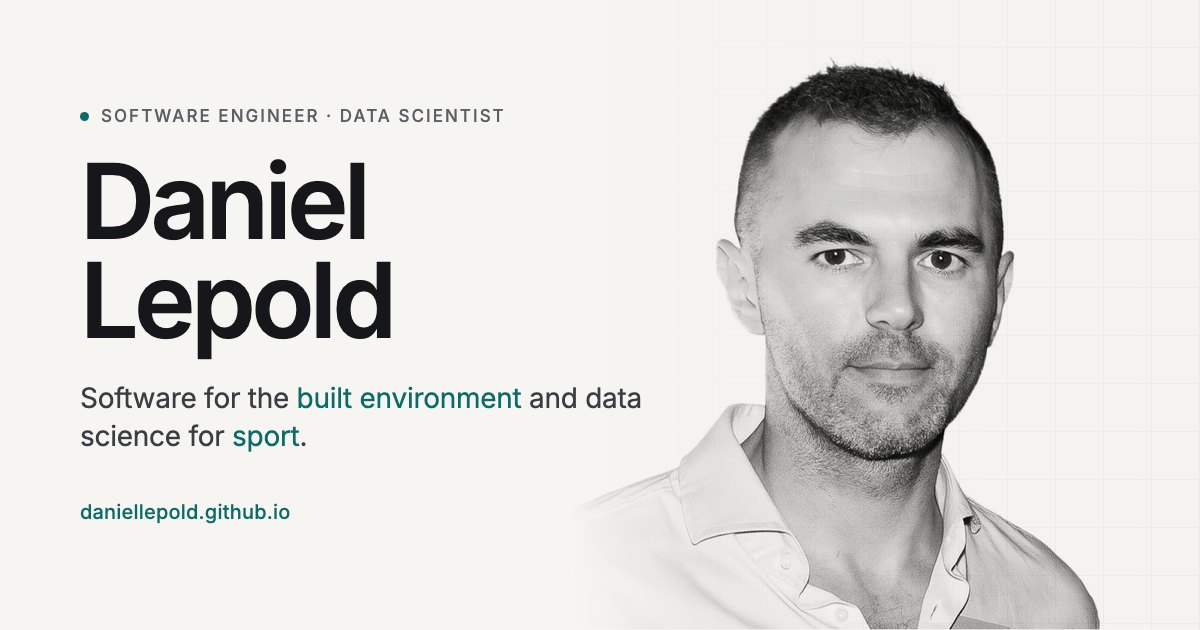 SOFTWARE ENGINEER · DATA SCIENTIST
Daniel
Lepold
Software for the built environment and data
science for sport.
daniellepold.github.io